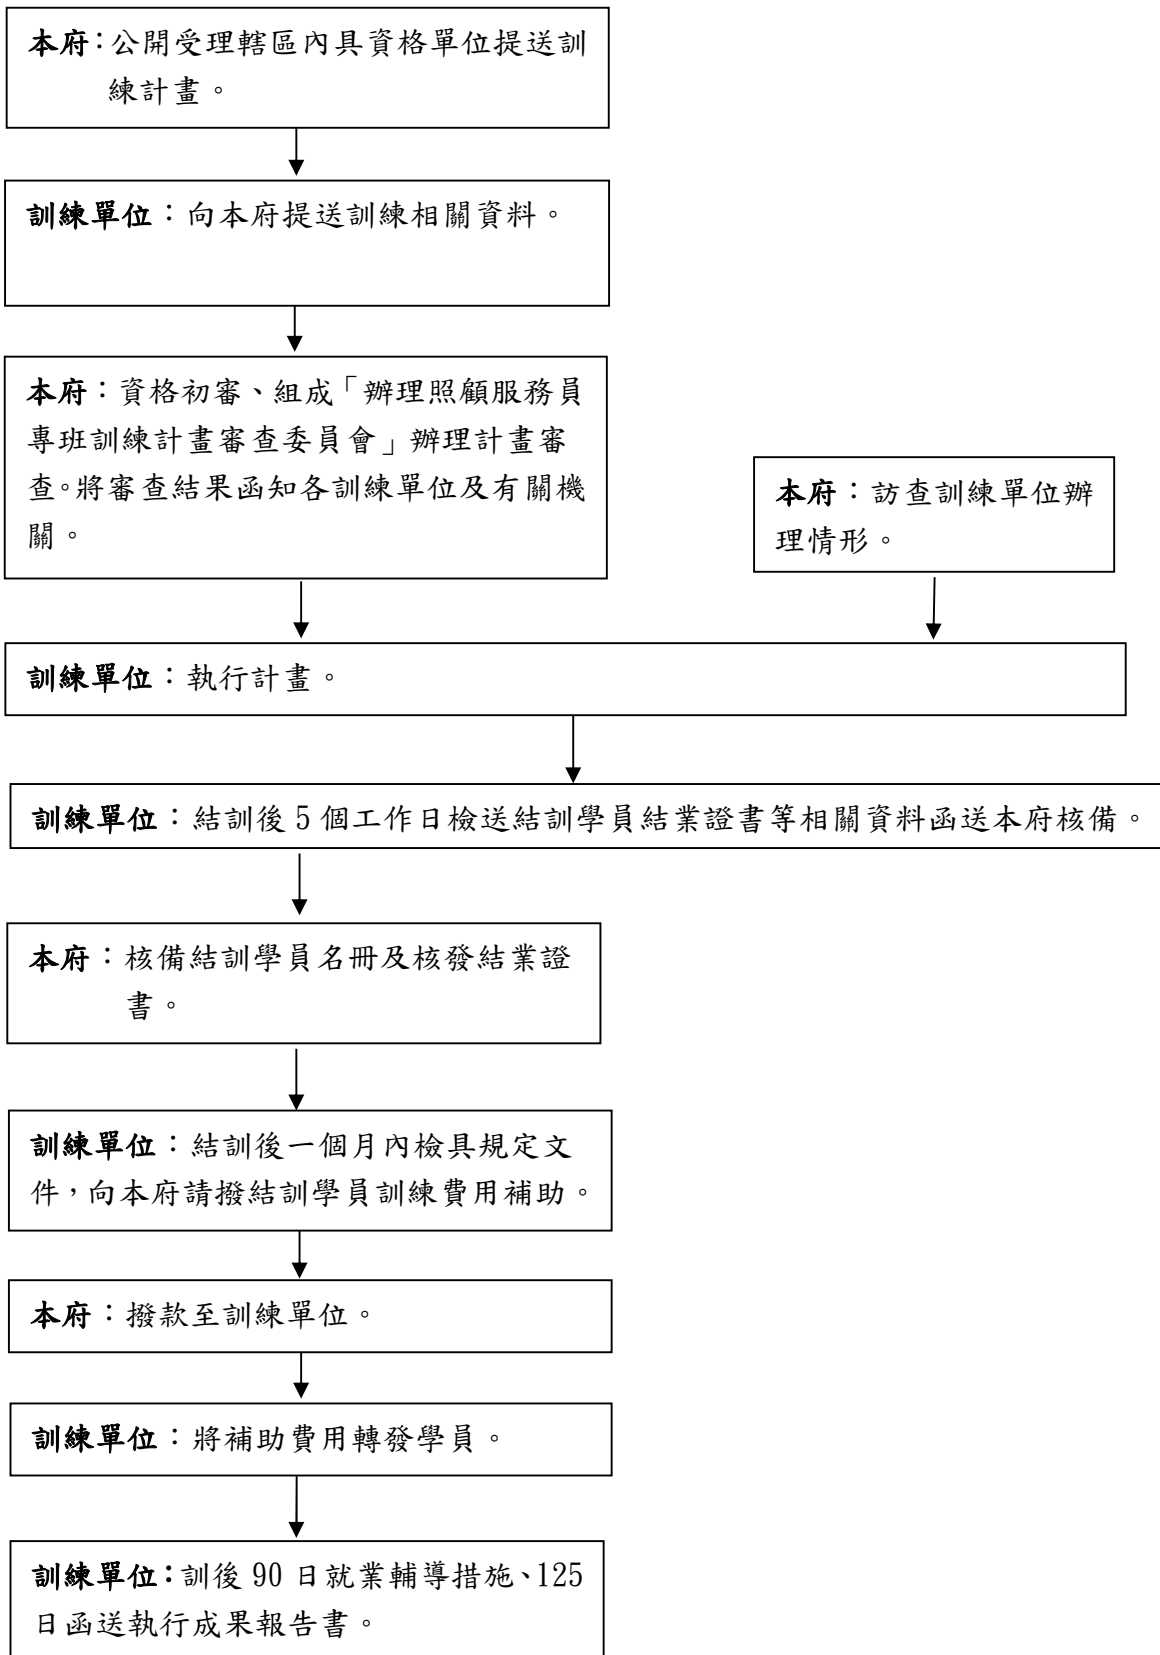 本府：公開受理轄區內具資格單位提送訓
練計畫。
訓練單位：向本府提送訓練相關資料。
本府：資格初審、組成「辦理照顧服務員
專班訓練計畫審查委員會」辦理計畫審
查。將審查結果函知各訓練單位及有關機
關。
本府：訪查訓練單位辦
理情形。
訓練單位：執行計畫。
訓練單位：結訓後 5 個工作日檢送結訓學員結業證書等相關資料函送本府核備。
本府：核備結訓學員名冊及核發結業證
書。
訓練單位：結訓後一個月內檢具規定文
件，向本府請撥結訓學員訓練費用補助。
本府：撥款至訓練單位。
訓練單位：將補助費用轉發學員。
訓練單位：訓後 90 日就業輔導措施、125
日函送執行成果報告書。